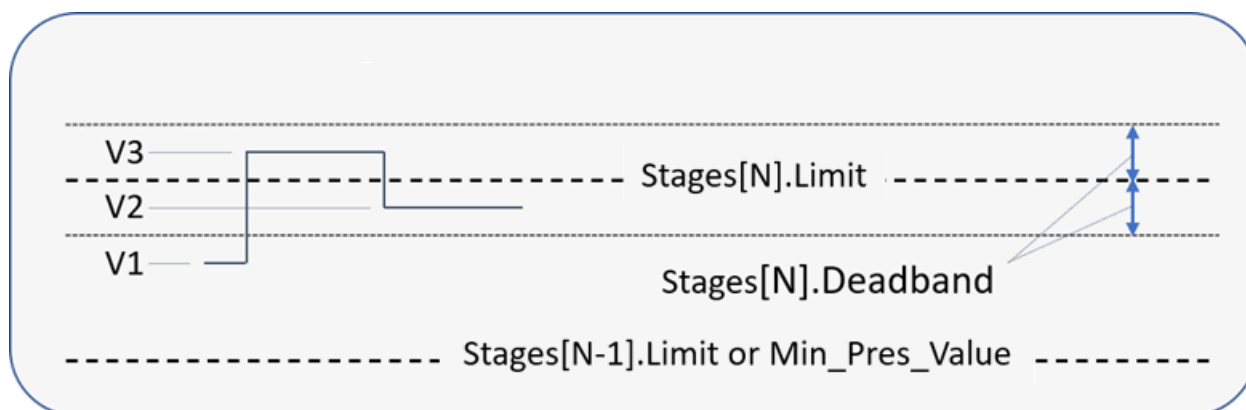 V3
Stages[N].Limit
V2
V1
Stages[N].Deadband
Stages[N-1].Limit or Min_Pres_Value